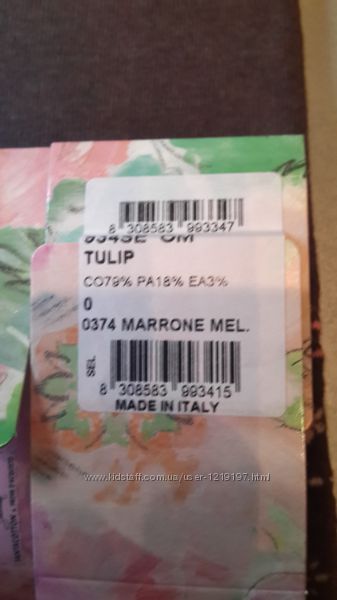 8 308583 993347
TULIP
CO79% PA18% EA3%
0
0374 MARRONE MEL.
SEL
8 308583 993415
MADE IN ITALY
© www.kidstaff.com.ua/user-1219197.html